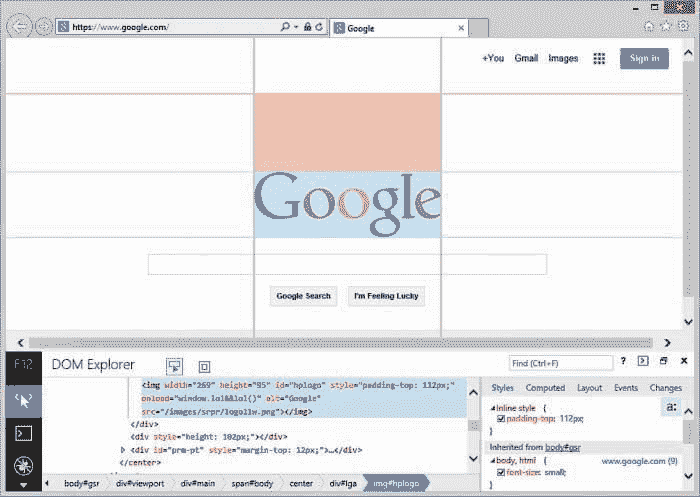 https://www.google.com/
Google
+You Gmail Images
Sign in
Google
Google Search I'm Feeling Lucky
F12 DOM Explorer
Find (Ctrl+F) ?
Styles Computed Layout Events Changes
<img width="269" height="95" id="hplogo" style="padding-top: 112px;"
onload="window.lol&&lol()" alt="Google"
src="/images/srpr/logo11w.png"></img>
</div>
<div style="height: 102px;"></div>
<div id="prm-pt" style="margin-top: 12px;">…</div>
</center>
Inline style {
a:
padding-top: 112px;
}
Inherited from body#gsr
body, html { www.google.com (9)
font-size: small;
}
body#gsr div#viewport div#main span#body center div#lga img#hplogo